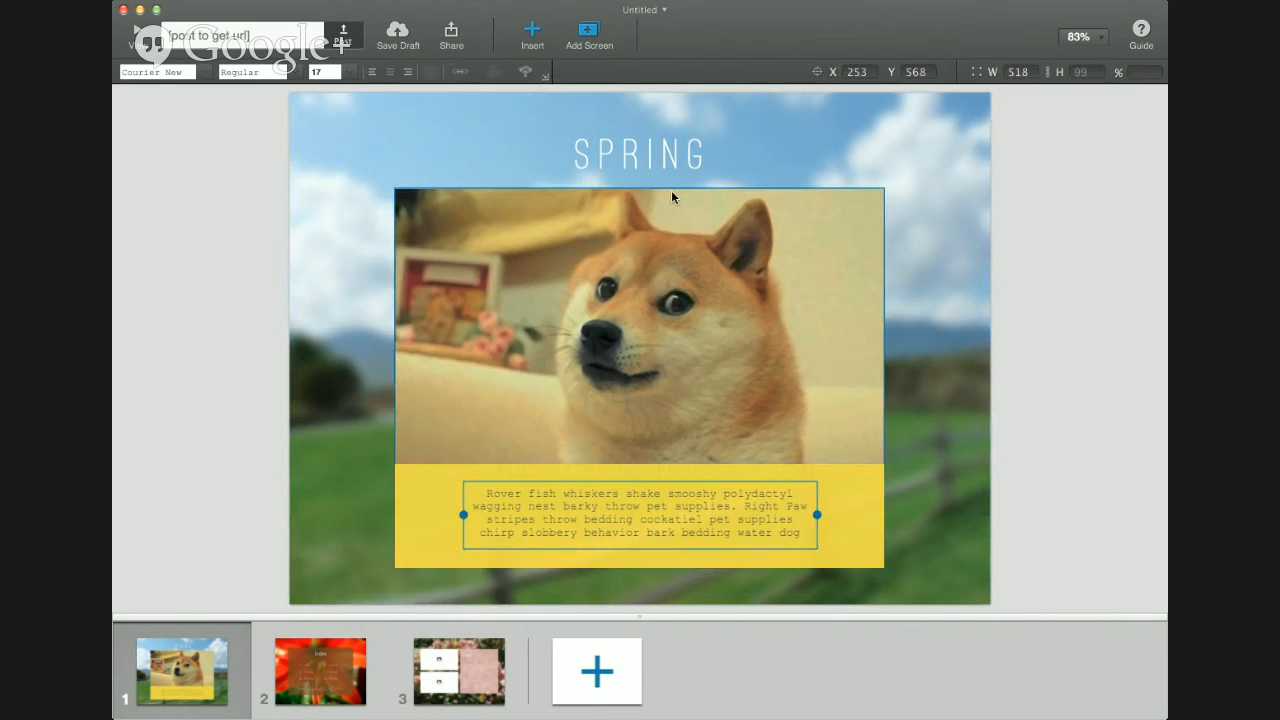 Untitled
[post to get url]
Google+
Post
Save Draft
Share
Insert
Add Screen
83%
Guide
Courier New
Regular
17
X 253
Y 568
W 518
H 99
%
SPRING
Rover fish whiskers shake smooshy polydactyl
wagging nest barky throw pet supplies. Right Paw
stripes throw bedding cockatiel pet supplies
chirp slobbery behavior bark bedding water dog
1
2
3